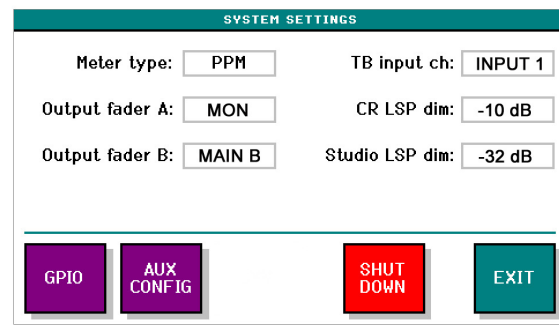 SYSTEM SETTINGS
Meter type: PPM TB input ch: INPUT 1
Output fader A: MON CR LSP dim: -10 dB
Output fader B: MAIN B Studio LSP dim: -32 dB
GPIO
AUX
CONFIG
SHUT
DOWN
EXIT